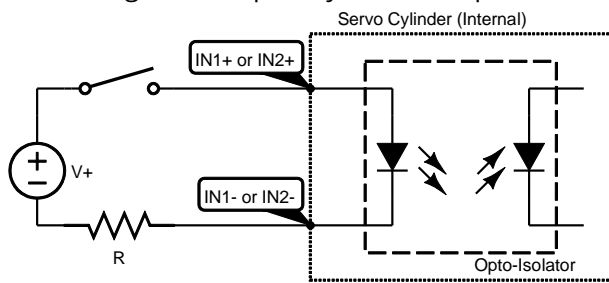 Servo Cylinder (Internal)
IN1+ or IN2+
V+
IN1- or IN2-
R
Opto-Isolator